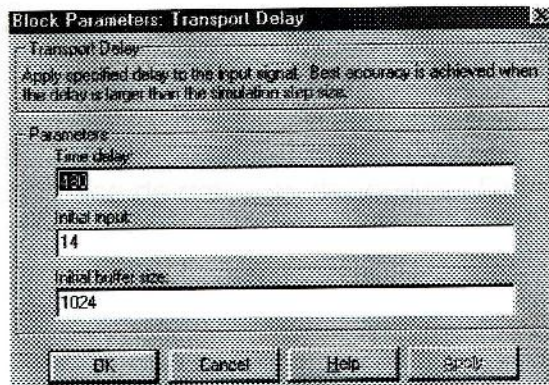 Block Parameters: Transport Delay
Transport Delay
Apply specified delay to the input signal. Best accuracy is achieved when
the delay is larger than the simulation step size.
Parameters
Time delay:
480
Initial input:
14
Initial buffer size:
1024
OK Cancel Help Apply